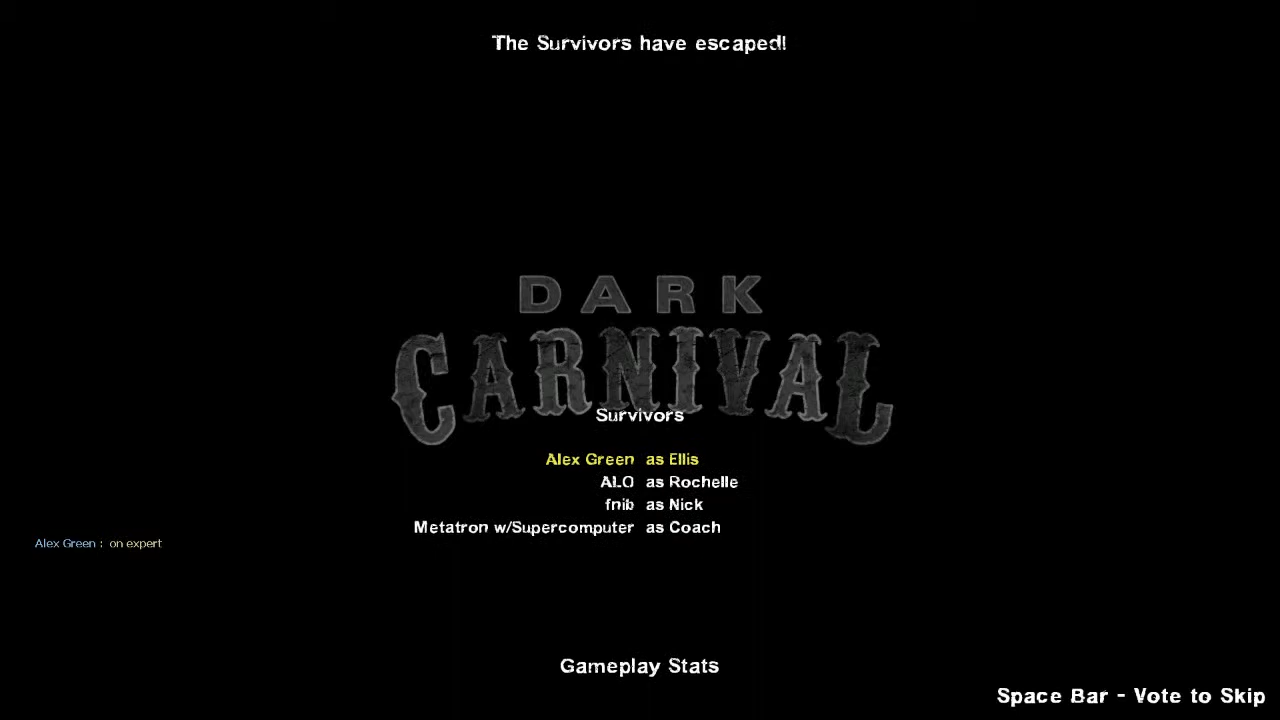 The Survivors have escaped!
DARK
CARNIVAL
Survivors
Alex Green as Ellis
ALO as Rochelle
fnib as Nick
Metatron w/Supercomputer as Coach
Alex Green : on expert
Gameplay Stats
Space Bar - Vote to Skip